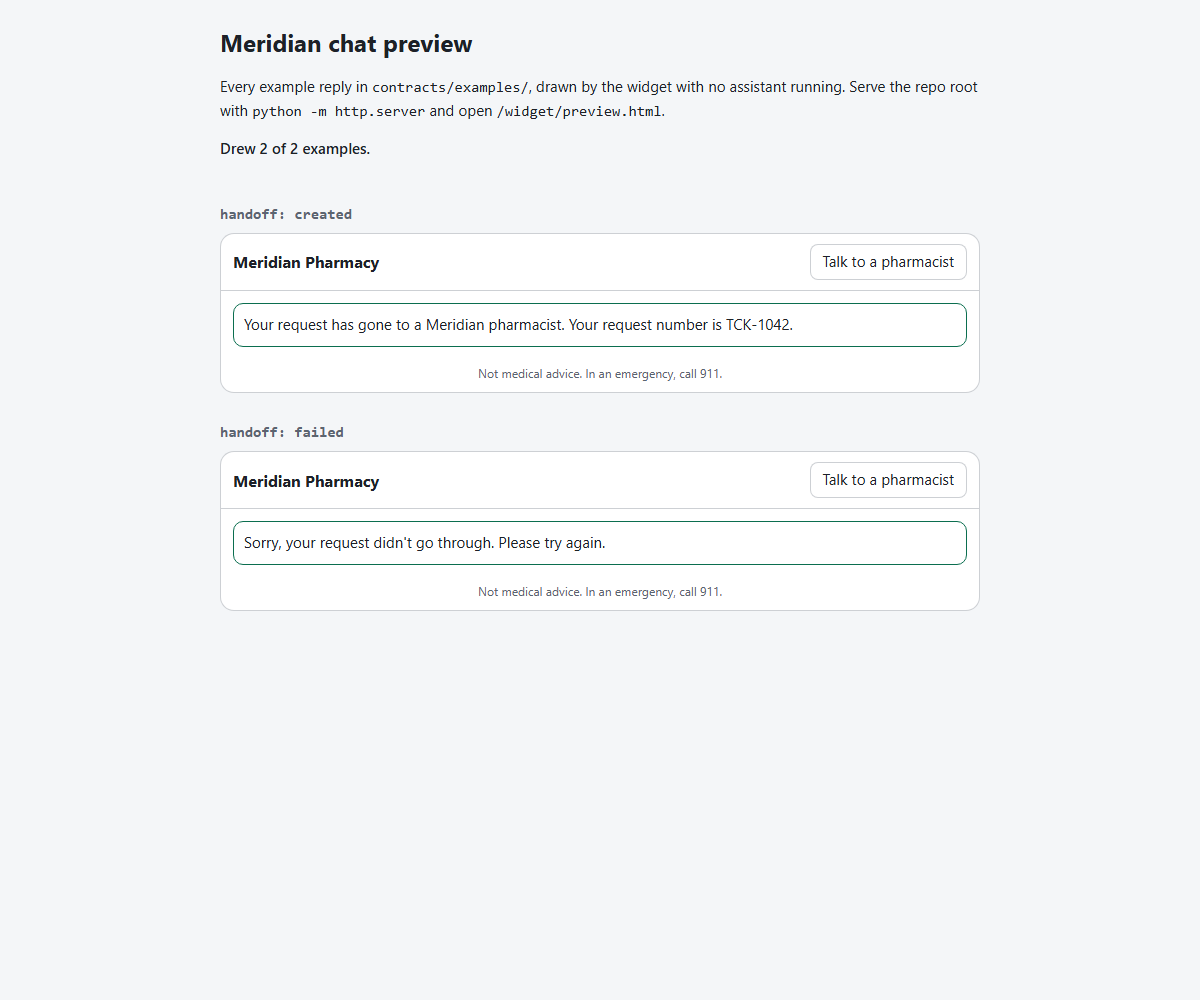 Meridian chat preview
Every example reply in contracts/examples/, drawn by the widget with no assistant running. Serve the repo root
with python -m http.server and open /widget/preview.html.
Drew 2 of 2 examples.
handoff: created
Meridian Pharmacy
Talk to a pharmacist
Your request has gone to a Meridian pharmacist. Your request number is TCK-1042.
Not medical advice. In an emergency, call 911.
handoff: failed
Meridian Pharmacy
Talk to a pharmacist
Sorry, your request didn't go through. Please try again.
Not medical advice. In an emergency, call 911.